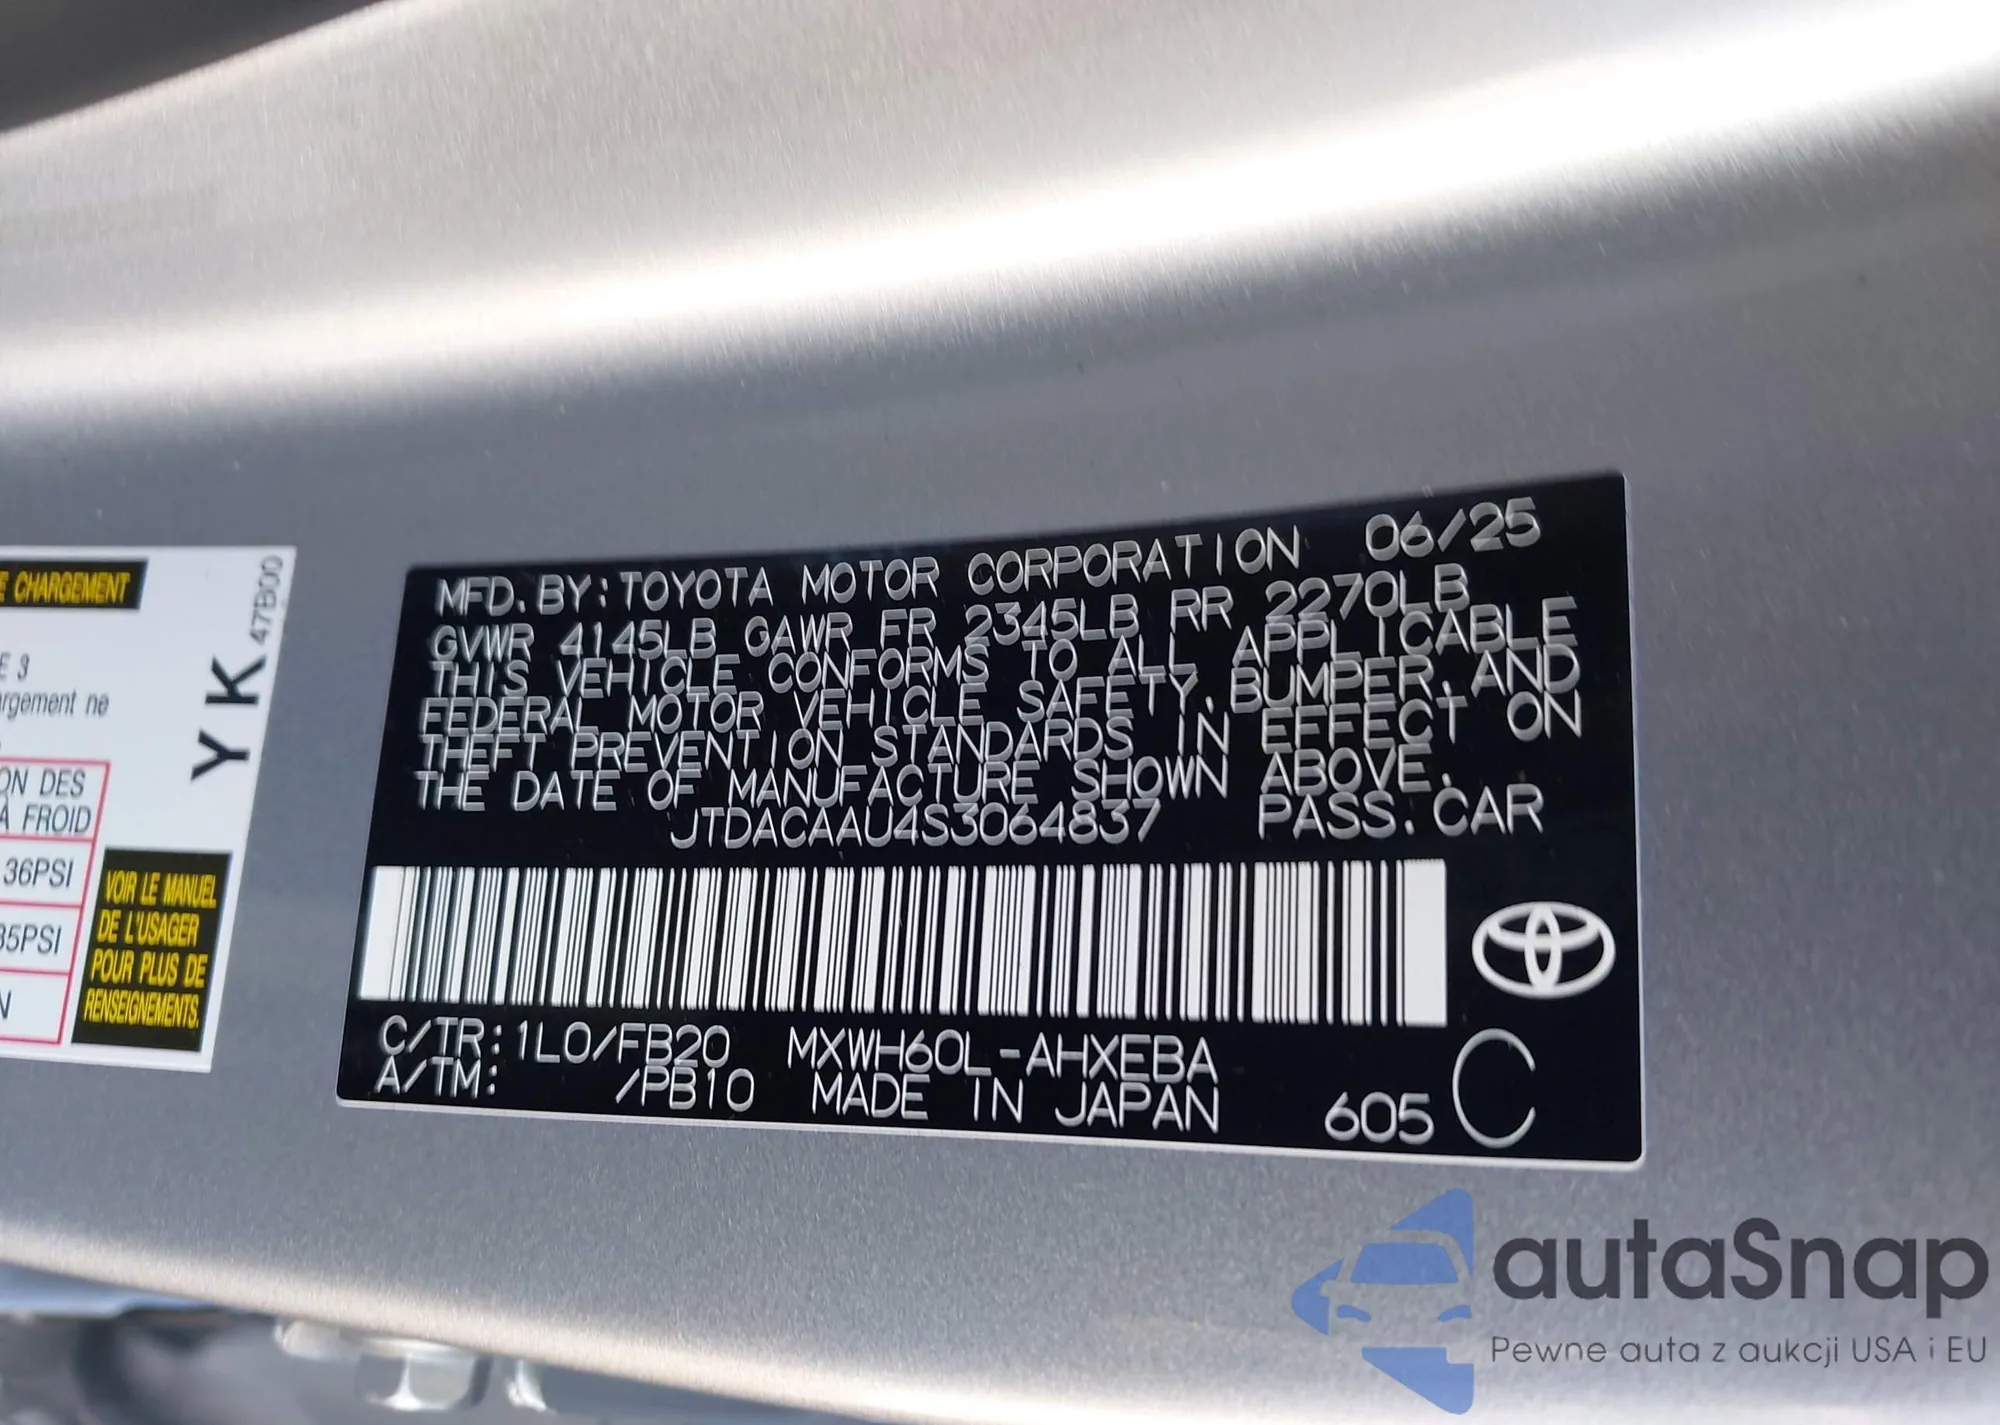 E CHARGEMENT
47B00
YK
E 3
argement ne
ON DES
À FROID
36PSI
35PSI
N
VOIR LE MANUEL
DE L'USAGER
POUR PLUS DE
RENSEIGNEMENTS.
MFD.BY:TOYOTA MOTOR CORPORATION 06/25
GVWR 4145LB GAWR FR 2345LB RR 2270LB
THIS VEHICLE CONFORMS TO ALL APPLICABLE
FEDERAL MOTOR VEHICLE SAFETY, BUMPER, AND
THEFT PREVENTION STANDARDS IN EFFECT ON
THE DATE OF MANUFACTURE SHOWN ABOVE.
JTDACAAU4S3064837 PASS.CAR
C/TR:1L0/FB20 MXWH60L-AHXEBA
A/TM: /PB10 MADE IN JAPAN 605 C
autaSnap
Pewne auta z aukcji USA i EU